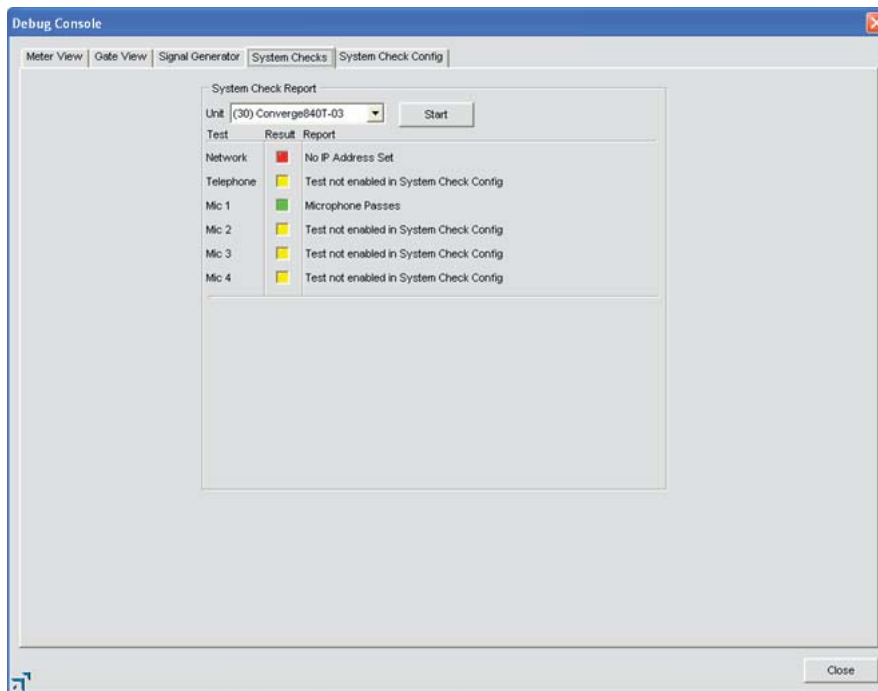 Debug Console
Meter View Gate View Signal Generator System Checks System Check Config
System Check Report
Unit (30) Converge840T-03 Start
Test Result Report
Network No IP Address Set
Telephone Test not enabled in System Check Config
Mic 1 Microphone Passes
Mic 2 Test not enabled in System Check Config
Mic 3 Test not enabled in System Check Config
Mic 4 Test not enabled in System Check Config
Close